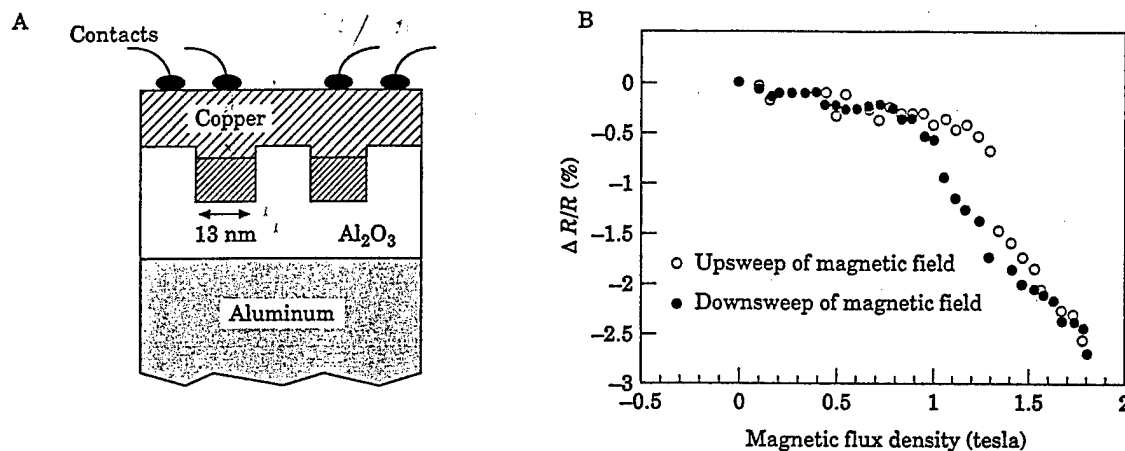 A
Contacts
Copper
13 nm
Al₂O₃
Aluminum
B
Δ R/R (%)
0
−0.5
−1
−1.5
−2
−2.5
−3
Upsweep of magnetic field
Downsweep of magnetic field
−0.5 0 0.5 1 1.5 2
Magnetic flux density (tesla)